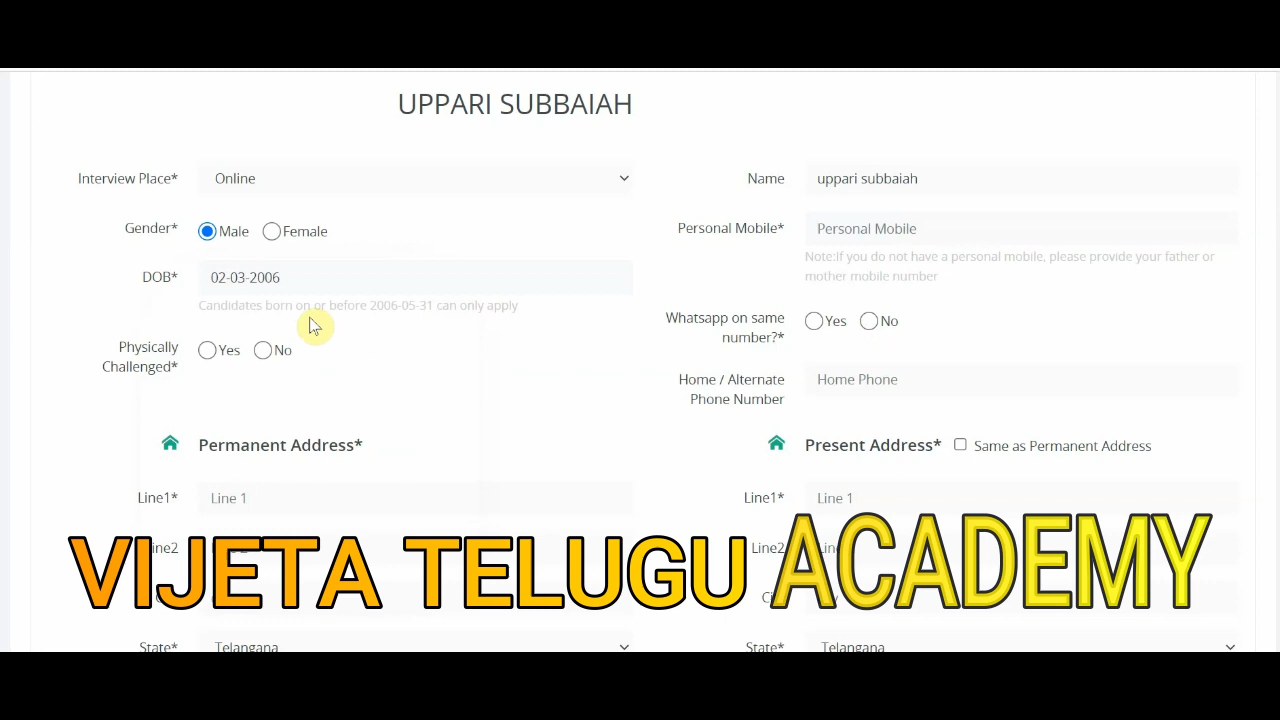 UPPARI SUBBAIAH
Interview Place* Online
Name uppari subbaiah
Gender* Male Female
Personal Mobile* Personal Mobile
Note:If you do not have a personal mobile, please provide your father or
mother mobile number
DOB* 02-03-2006
Candidates born on or before 2006-05-31 can only apply
Whatsapp on same
number?* Yes No
Physically
Challenged* Yes No
Home / Alternate
Phone Number Home Phone
Permanent Address*
Present Address* Same as Permanent Address
Line1* Line 1
Line1* Line 1
Line2
VIJETA TELUGU ACADEMY
State* Telangana
State* Telangana